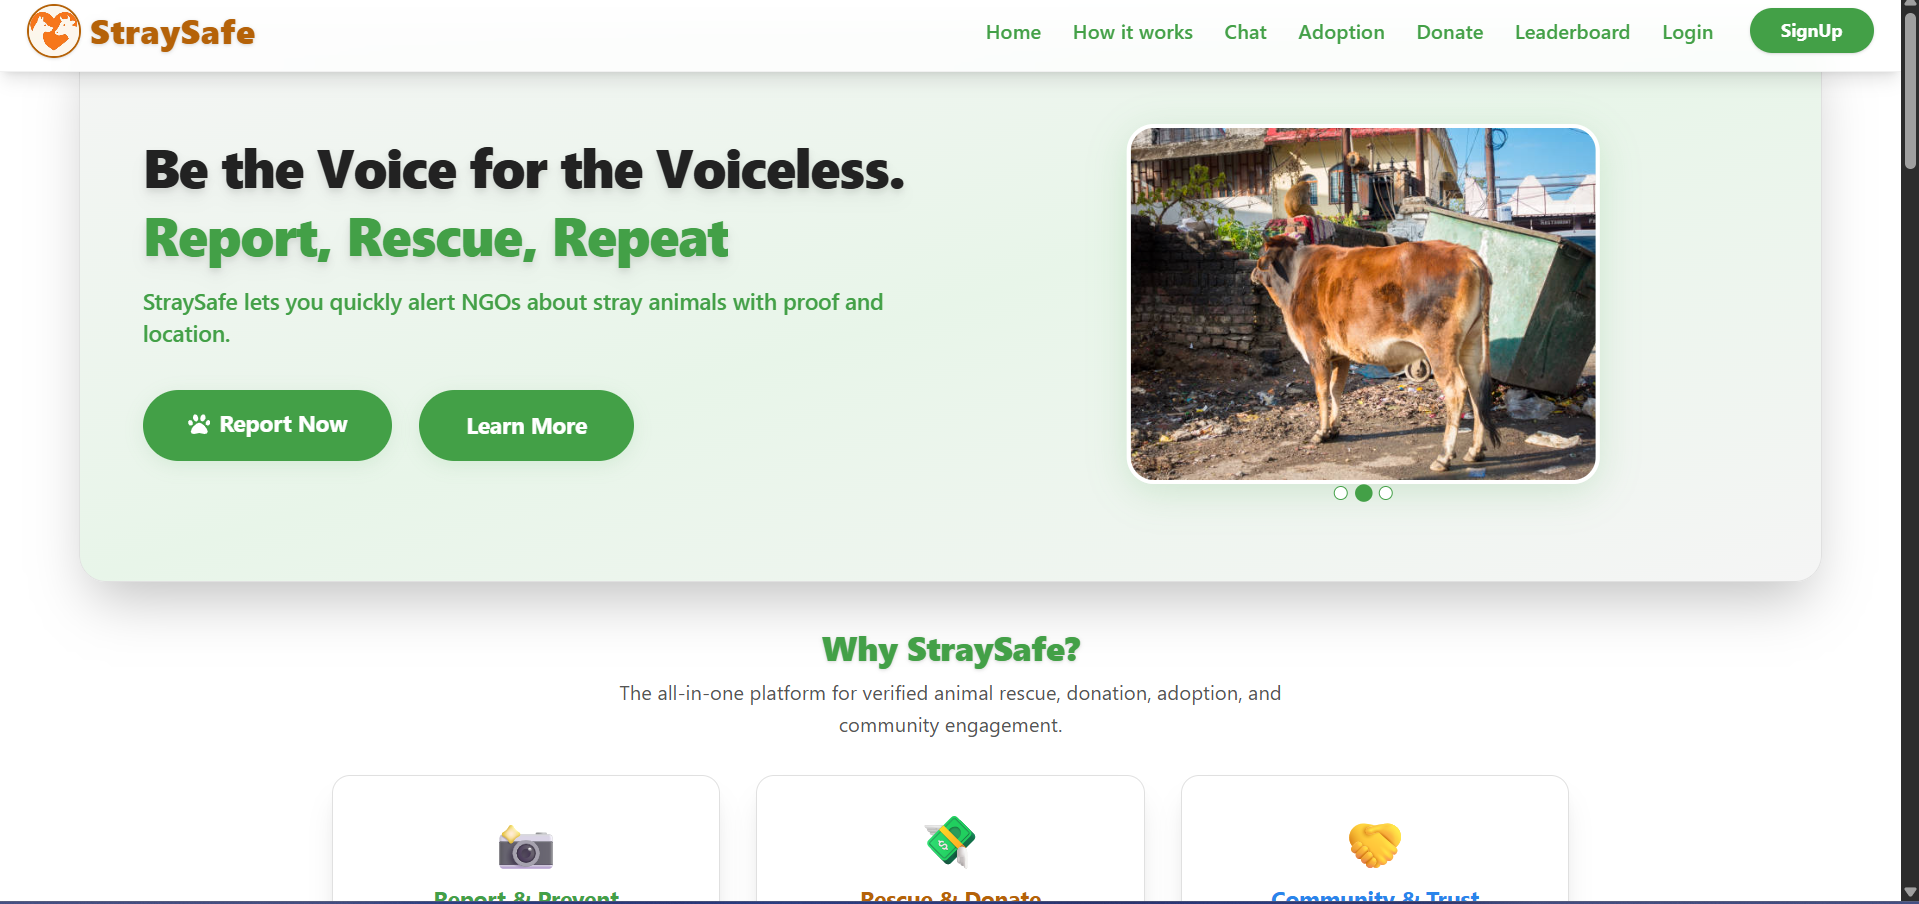 StraySafe
Home How it works Chat Adoption Donate Leaderboard Login SignUp
Be the Voice for the Voiceless.
Report, Rescue, Repeat
StraySafe lets you quickly alert NGOs about stray animals with proof and
location.
Report Now Learn More
Why StraySafe?
The all-in-one platform for verified animal rescue, donation, adoption, and
community engagement.
Report & Prevent Rescue & Donate Community & Trust